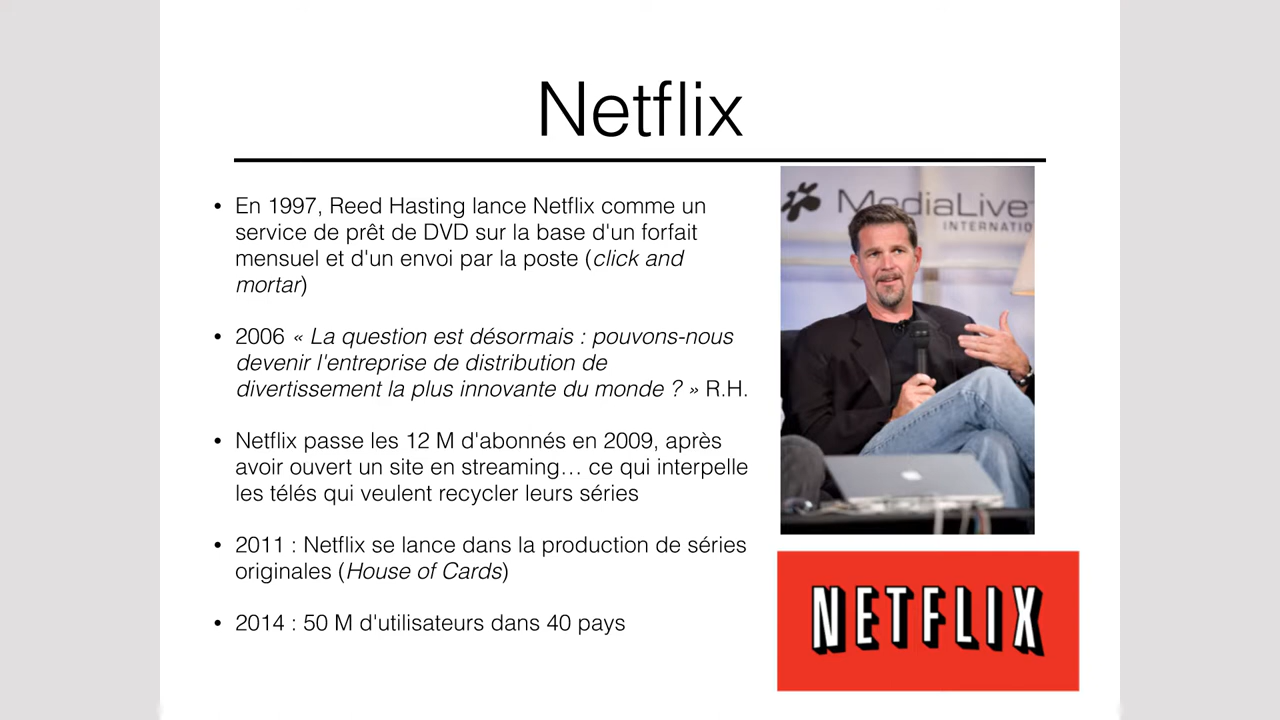 Netflix
• En 1997, Reed Hasting lance Netflix comme un
service de prêt de DVD sur la base d'un forfait
mensuel et d'un envoi par la poste (click and
mortar)
• 2006 « La question est désormais : pouvons-nous
devenir l'entreprise de distribution de
divertissement la plus innovante du monde ? » R.H.
• Netflix passe les 12 M d'abonnés en 2009, après
avoir ouvert un site en streaming… ce qui interpelle
les télés qui veulent recycler leurs séries
• 2011 : Netflix se lance dans la production de séries
originales (House of Cards)
• 2014 : 50 M d'utilisateurs dans 40 pays
MediaLive
INTERNATIO
NETFLIX